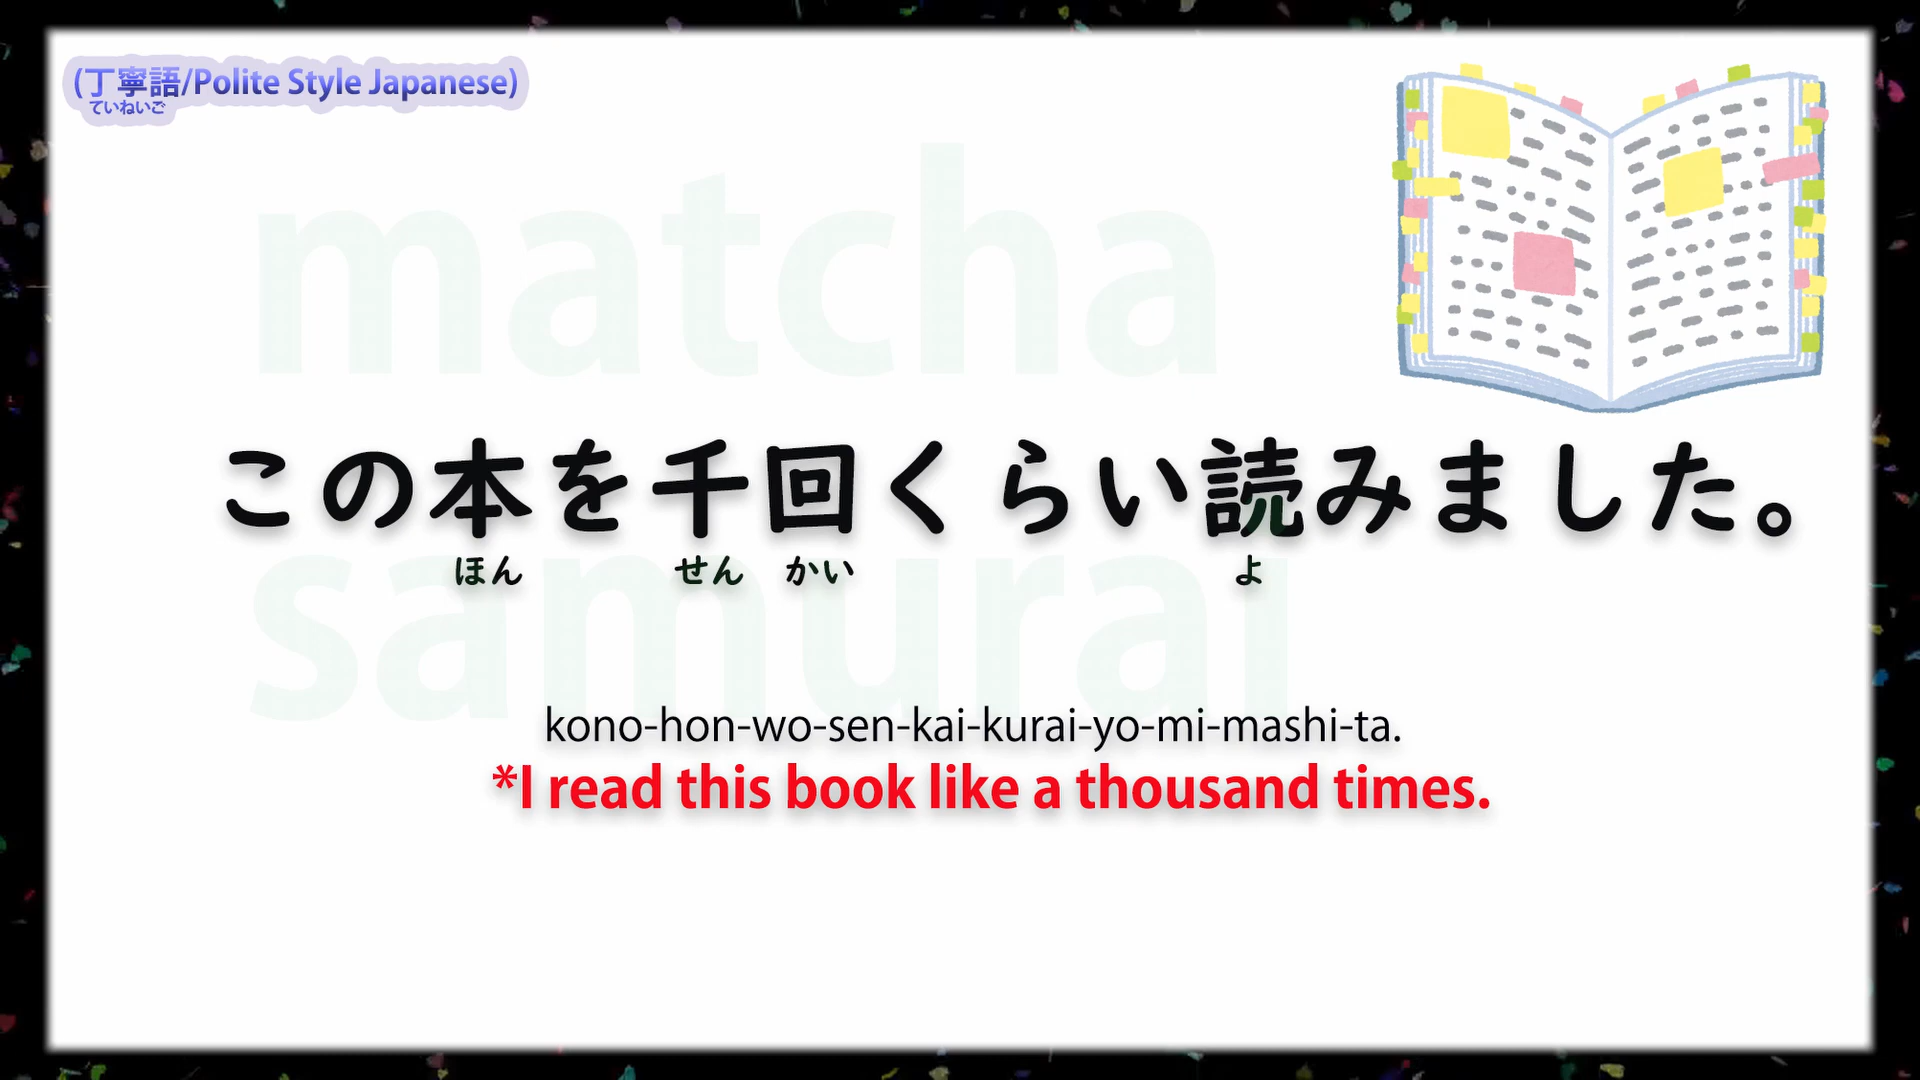 (丁寧語/Polite Style Japanese)
ていねいご
matcha
この本を千回くらい読みました。
ほん せん かい よ
samurai
kono-hon-wo-sen-kai-kurai-yo-mi-mashi-ta.
*I read this book like a thousand times.